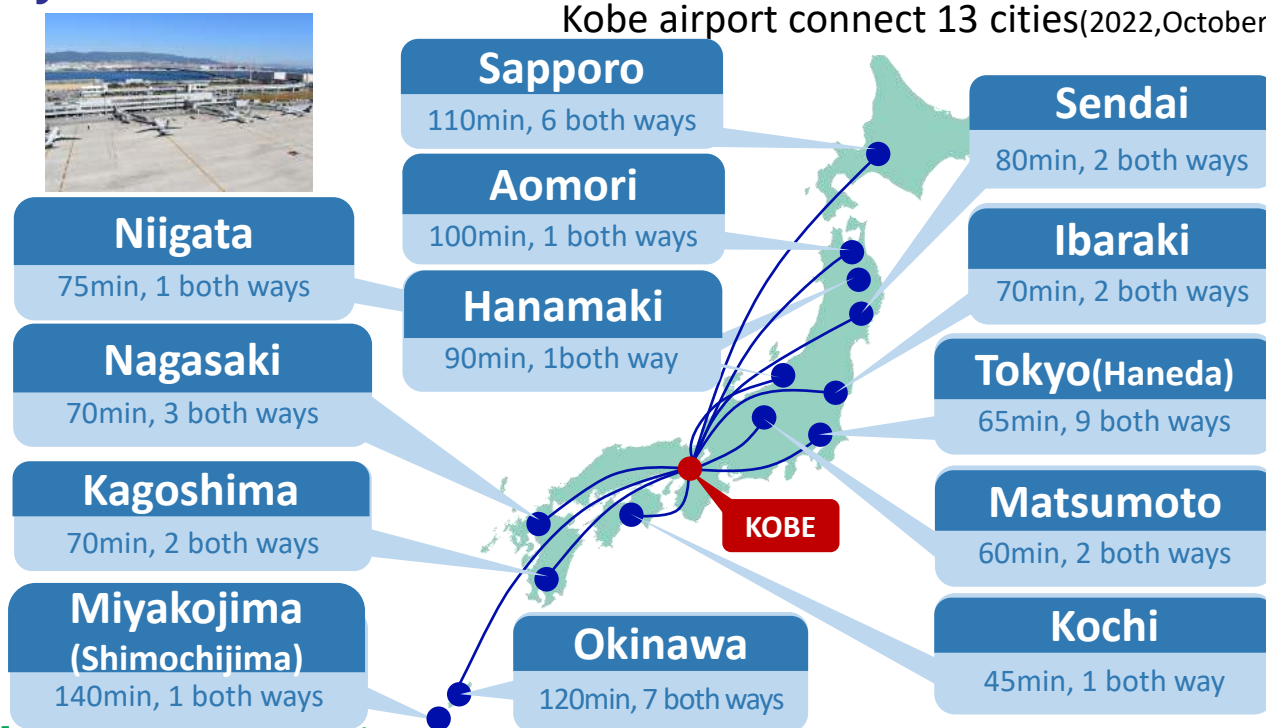 Kobe airport connect 13 cities(2022,October
Sapporo
110min, 6 both ways
Sendai
80min, 2 both ways
Aomori
100min, 1 both ways
Niigata
75min, 1 both ways
Ibaraki
70min, 2 both ways
Hanamaki
90min, 1both way
Nagasaki
70min, 3 both ways
Tokyo(Haneda)
65min, 9 both ways
Kagoshima
70min, 2 both ways
Matsumoto
60min, 2 both ways
KOBE
Miyakojima
(Shimochijima)
140min, 1 both ways
Okinawa
120min, 7 both ways
Kochi
45min, 1 both way